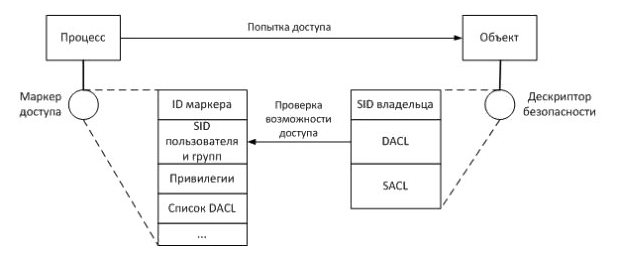 Процесс
Попытка доступа
Объект
Маркер
доступа
ID маркера
SID
пользователя
и групп
Привилегии
Список DACL
...
Проверка
возможности
доступа
SID владельца
DACL
SACL
Дескриптор
безопасности